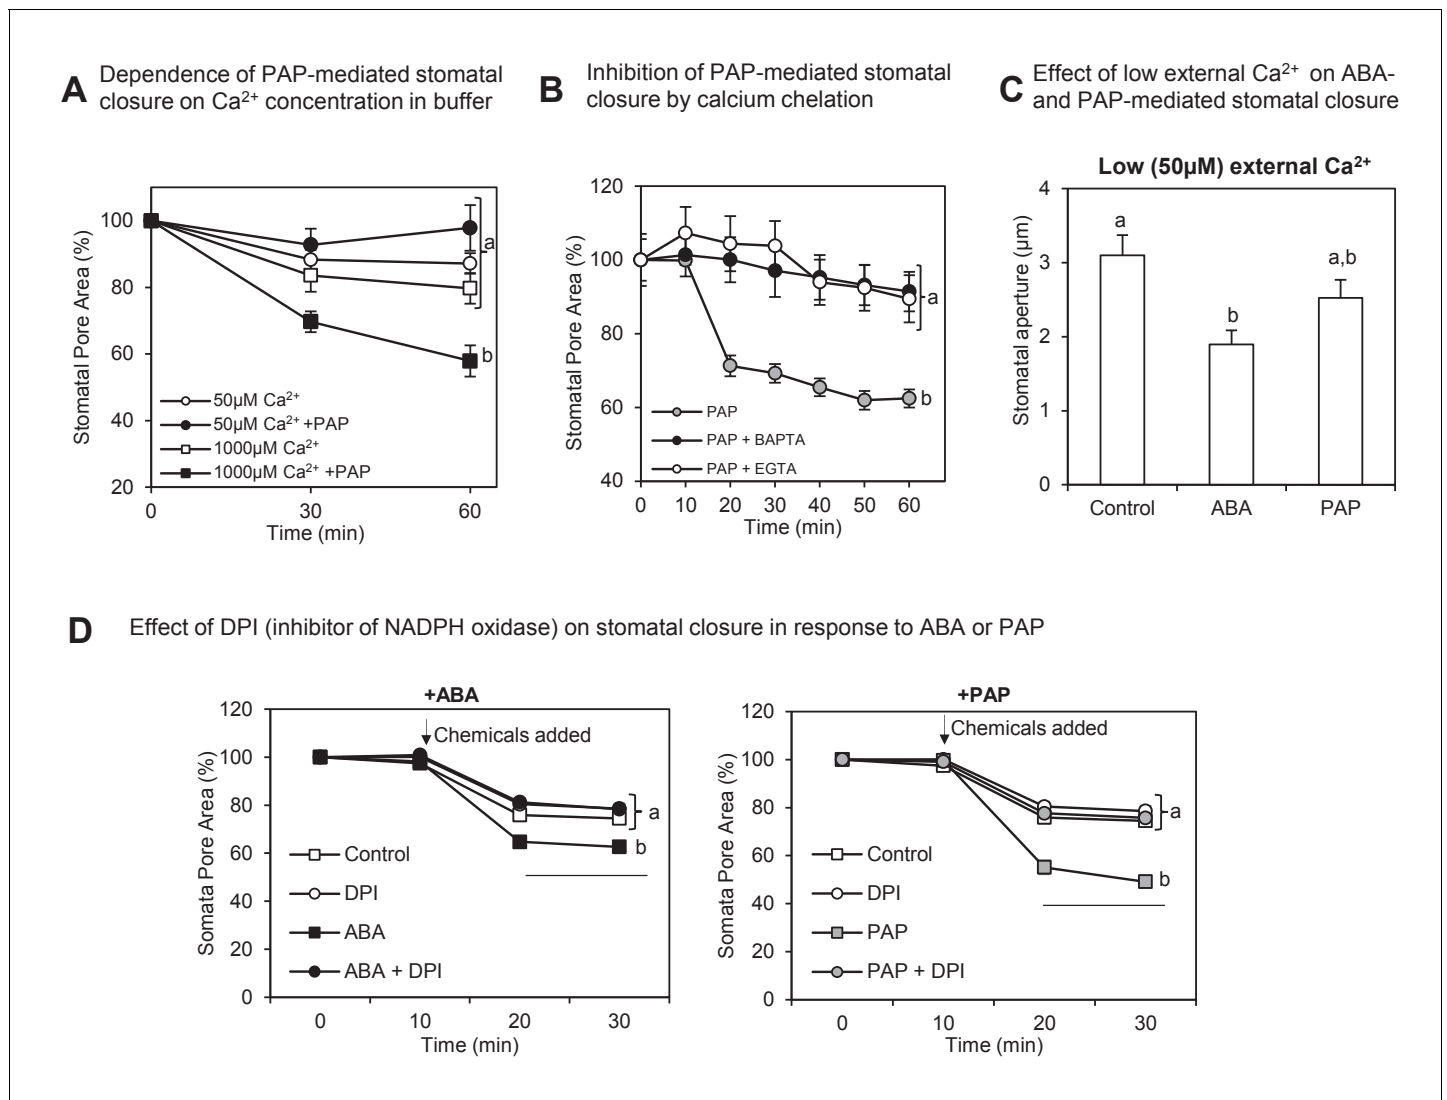 A
Dependence of PAP-mediated stomatal
closure on Ca²⁺ concentration in buffer
Stomatal Pore Area (%)
100
80
60
40
20
a
b
50µM Ca²⁺
50µM Ca²⁺ +PAP
1000µM Ca²⁺
1000µM Ca²⁺ +PAP
0 30 60
Time (min)
B
Inhibition of PAP-mediated stomatal
closure by calcium chelation
Stomatal Pore Area (%)
120
100
80
60
40
a
b
PAP
PAP + BAPTA
PAP + EGTA
0 10 20 30 40 50 60
Time (min)
C
Effect of low external Ca²⁺ on ABA-
and PAP-mediated stomatal closure
Low (50µM) external Ca²⁺
Stomatal aperture (µm)
4
3
2
1
0
a
b
a,b
Control ABA PAP
D
Effect of DPI (inhibitor of NADPH oxidase) on stomatal closure in response to ABA or PAP
+ABA
Somata Pore Area (%)
120
100
80
60
40
20
0
Chemicals added
a
b
Control
DPI
ABA
ABA + DPI
0 10 20 30
Time (min)
+PAP
Somata Pore Area (%)
120
100
80
60
40
20
0
Chemicals added
a
b
Control
DPI
PAP
PAP + DPI
0 10 20 30
Time (min)